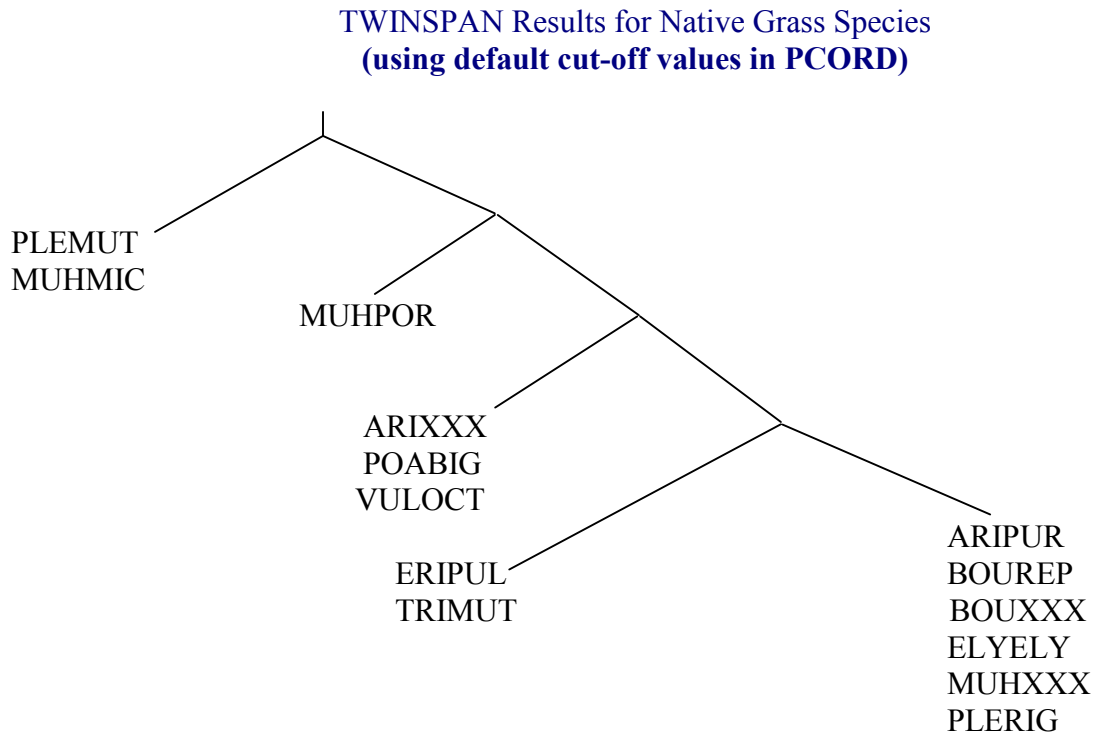 TWINSPAN Results for Native Grass Species
(using default cut-off values in PCORD)
PLEMUT
MUHMIC
MUHPOR
ARIXXX
POABIG
VULOCT
ERIPUL
TRIMUT
ARIPUR
BOUREP
BOUXXX
ELYELY
MUHXXX
PLERIG